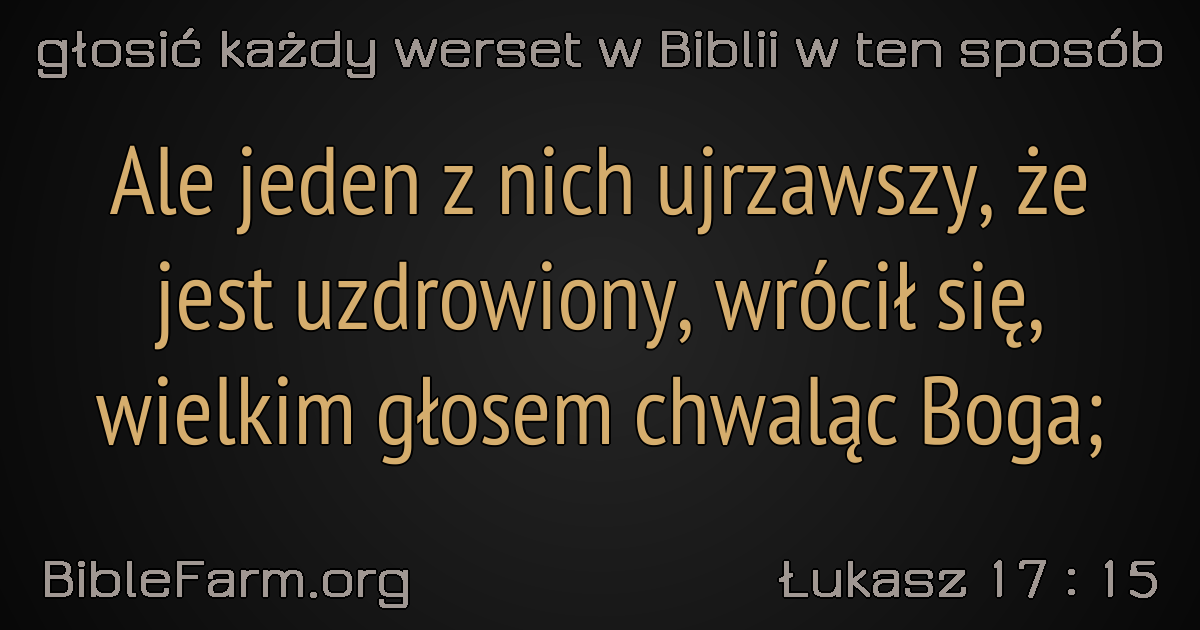 głosić każdy werset w Biblii w ten sposób
Ale jeden z nich ujrzawszy, że
jest uzdrowiony, wrócił się,
wielkim głosem chwaląc Boga;
BibleFarm.org
Łukasz 17 : 15